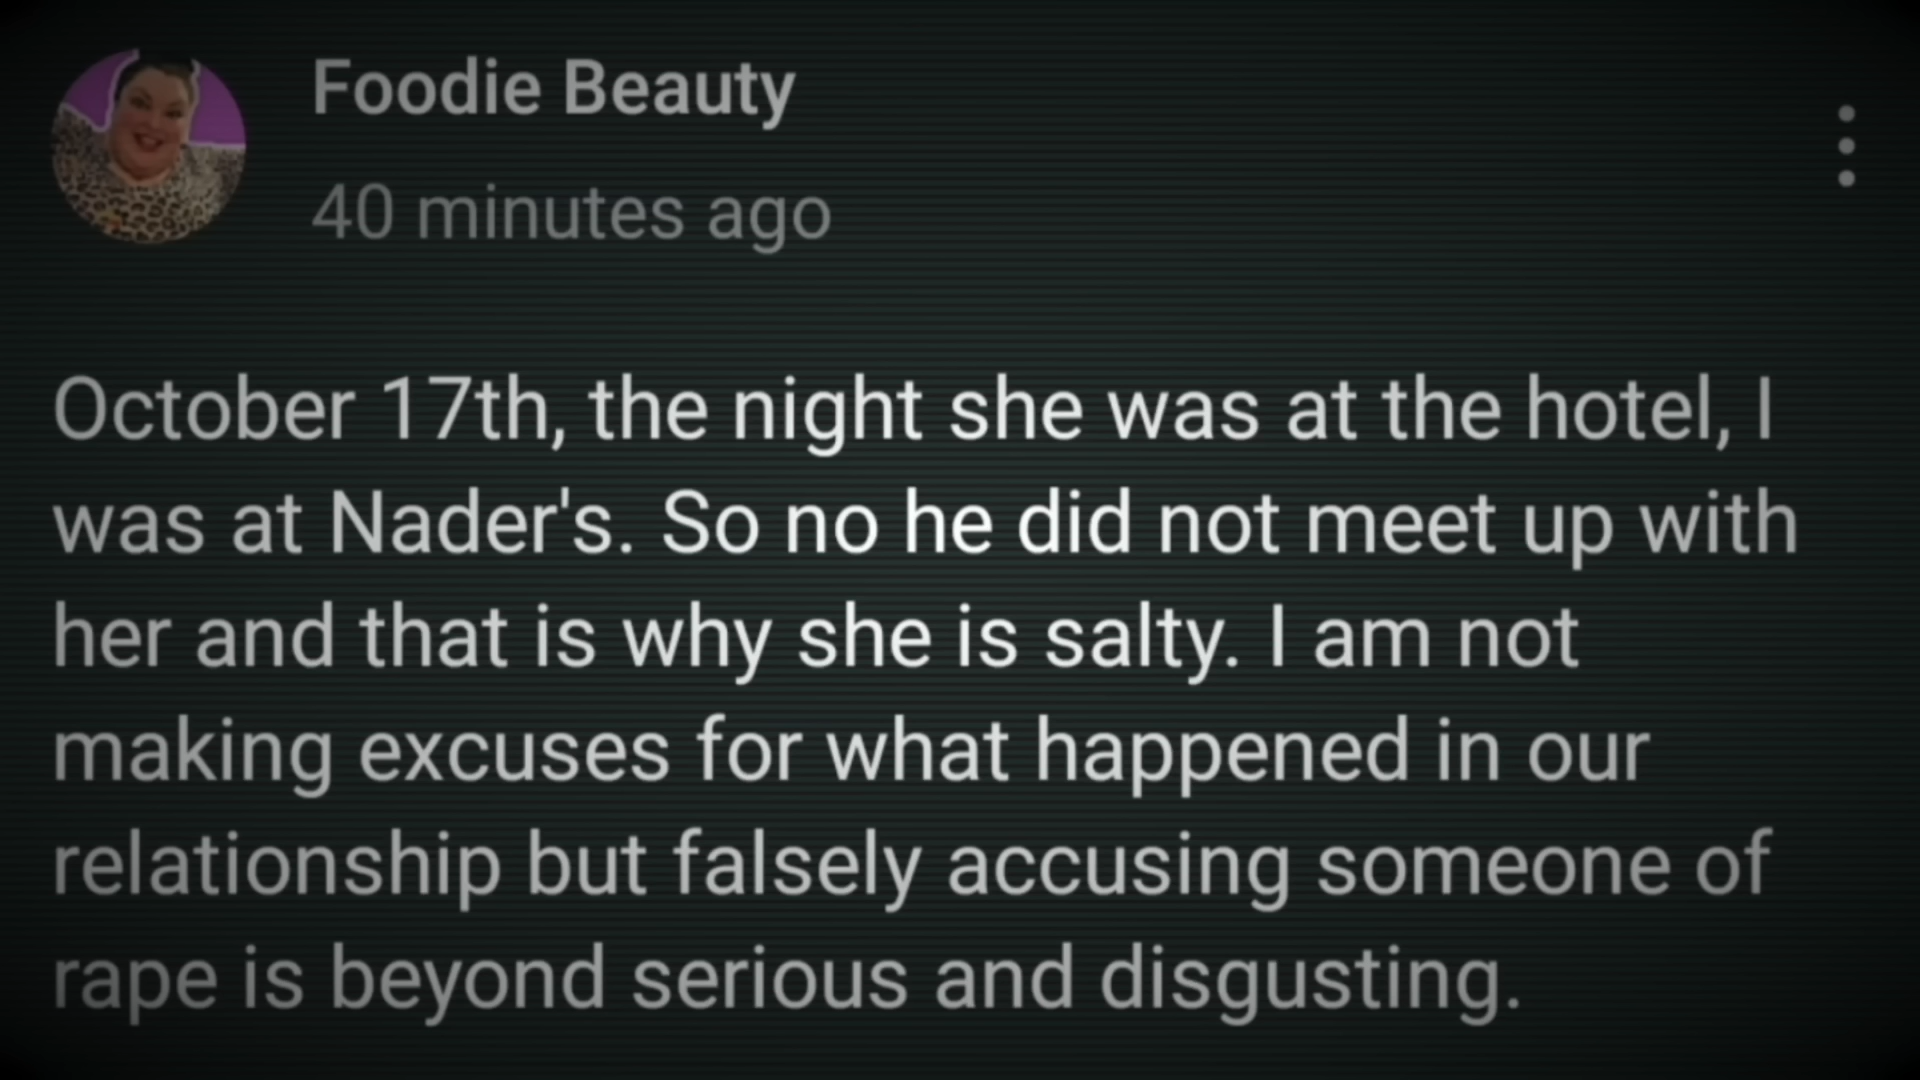 Foodie Beauty
40 minutes ago
October 17th, the night she was at the hotel, I
was at Nader's. So no he did not meet up with
her and that is why she is salty. I am not
making excuses for what happened in our
relationship but falsely accusing someone of
rape is beyond serious and disgusting.